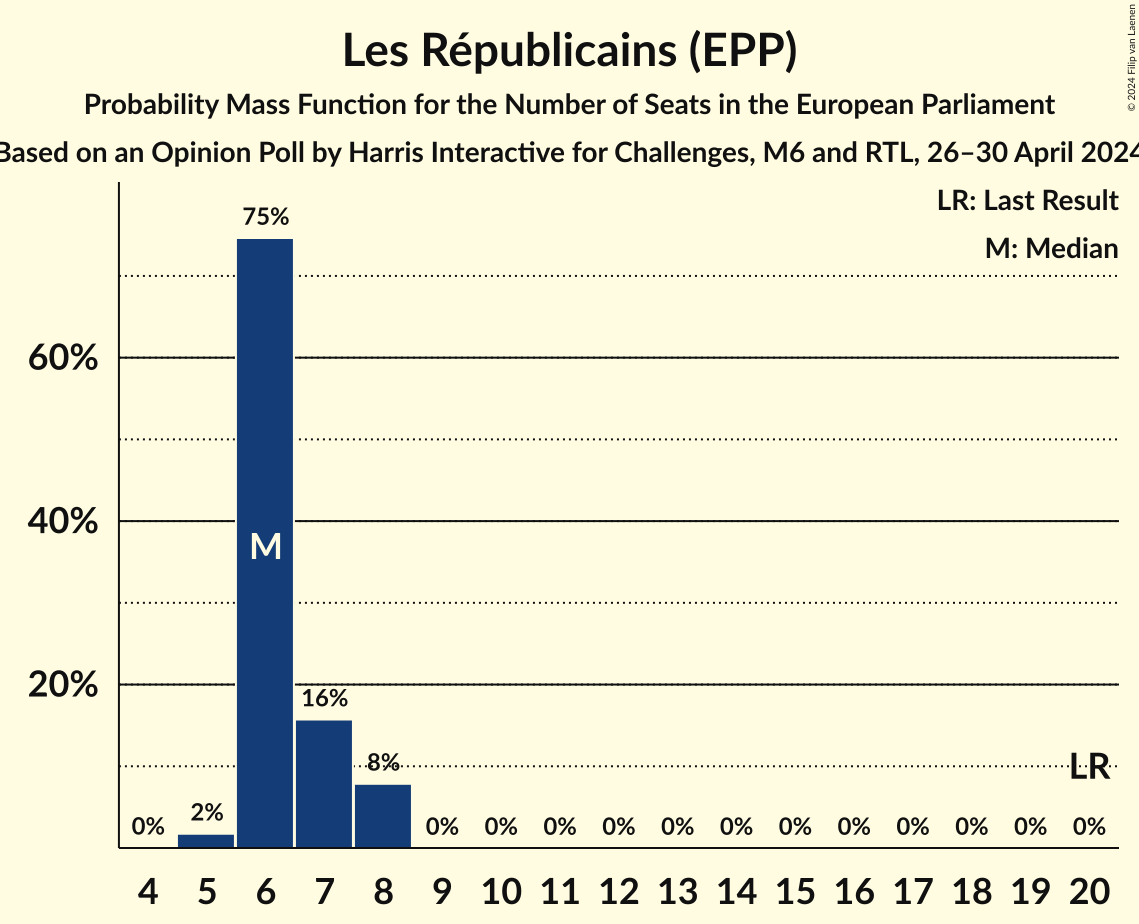 Les Républicains (EPP)
Probability Mass Function for the Number of Seats in the European Parliament
Based on an Opinion Poll by Harris Interactive for Challenges, M6 and RTL, 26–30 April 2024
© 2024 Filip van Laenen
LR: Last Result
M: Median
75%
60%
40%
M
20%
16%
8%
LR
0% 2% 0% 0% 0% 0% 0% 0% 0% 0% 0% 0% 0% 0%
4 5 6 7 8 9 10 11 12 13 14 15 16 17 18 19 20